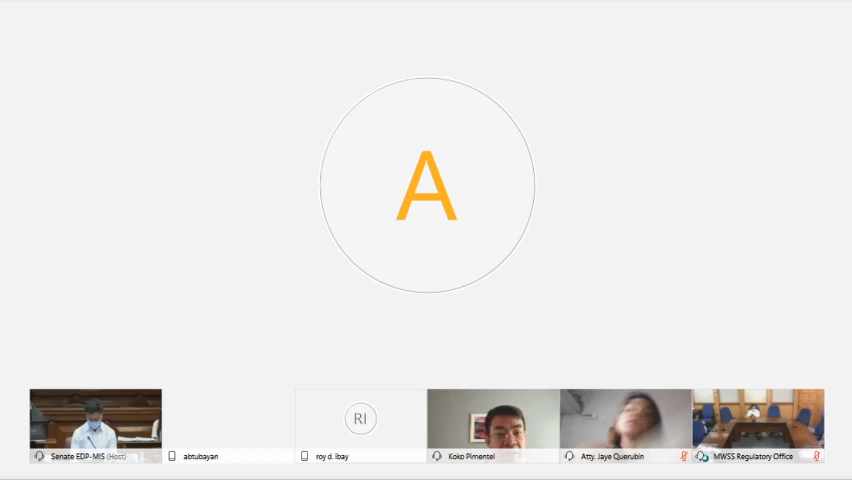 A
RI
Senate EDP-MIS (Host)
abtubayan
roy d. ibay
Koko Pimentel
Atty. Jaye Querubin
MWSS Regulatory Office